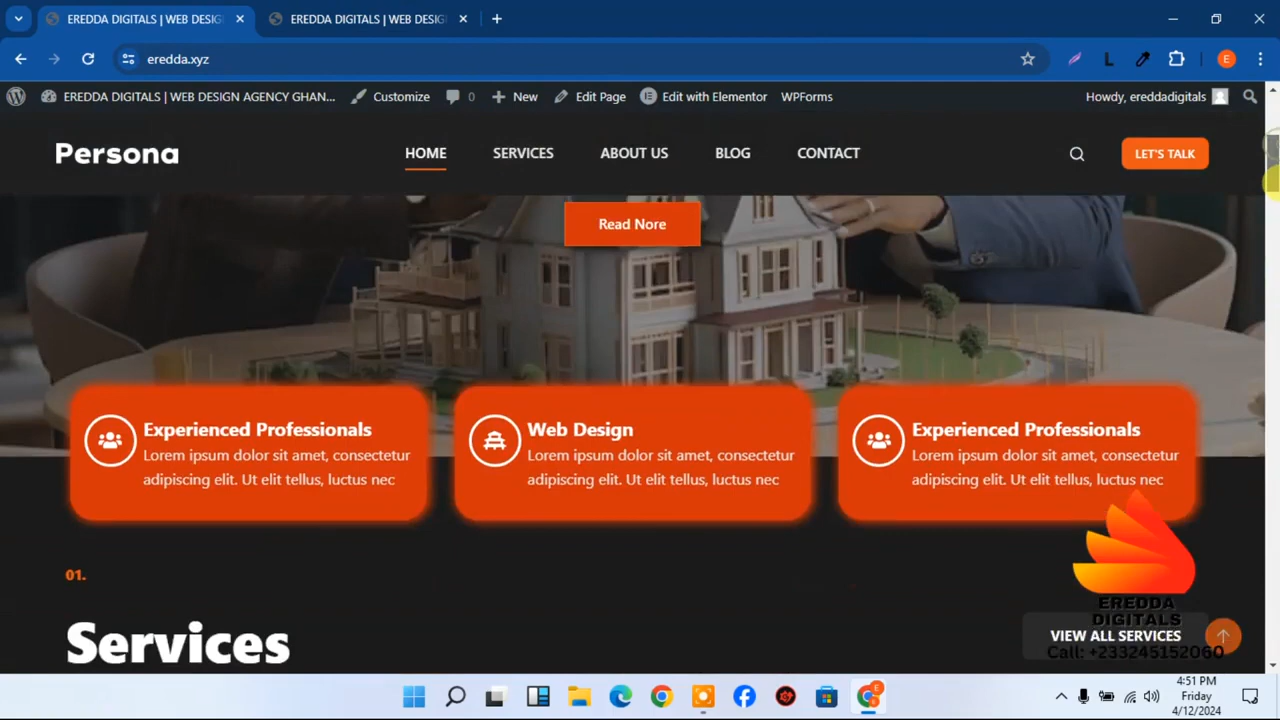 EREDDA DIGITALS | WEB DESIG
EREDDA DIGITALS | WEB DESIG
eredda.xyz
L
E
EREDDA DIGITALS | WEB DESIGN AGENCY GHAN...
Customize
0
New
Edit Page
Edit with Elementor
WPForms
Howdy, ereddadigitals
Persona
HOME
SERVICES
ABOUT US
BLOG
CONTACT
LET'S TALK
Read Nore
Experienced Professionals
Lorem ipsum dolor sit amet, consectetur
adipiscing elit. Ut elit tellus, luctus nec
Web Design
Lorem ipsum dolor sit amet, consectetur
adipiscing elit. Ut elit tellus, luctus nec
Experienced Professionals
Lorem ipsum dolor sit amet, consectetur
adipiscing elit. Ut elit tellus, luctus nec
01.
Services
EREDDA
DIGITALS
VIEW ALL SERVICES
Call: +233245152060
E
4:51 PM
Friday
4/12/2024